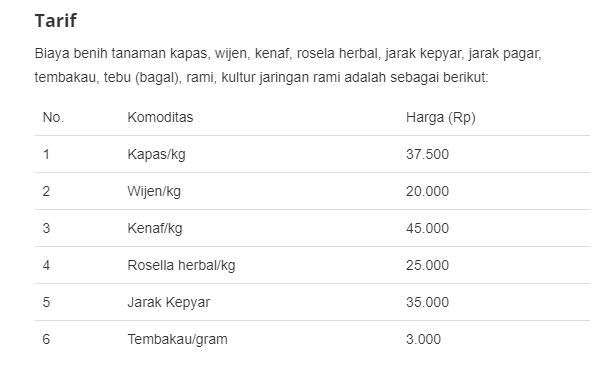 Tarif
Biaya benih tanaman kapas, wijen, kenaf, rosela herbal, jarak kepyar, jarak pagar,
tembakau, tebu (bagal), rami, kultur jaringan rami adalah sebagai berikut:
No. Komoditas Harga (Rp)
1 Kapas/kg 37.500
2 Wijen/kg 20.000
3 Kenaf/kg 45.000
4 Rosella herbal/kg 25.000
5 Jarak Kepyar 35.000
6 Tembakau/gram 3.000